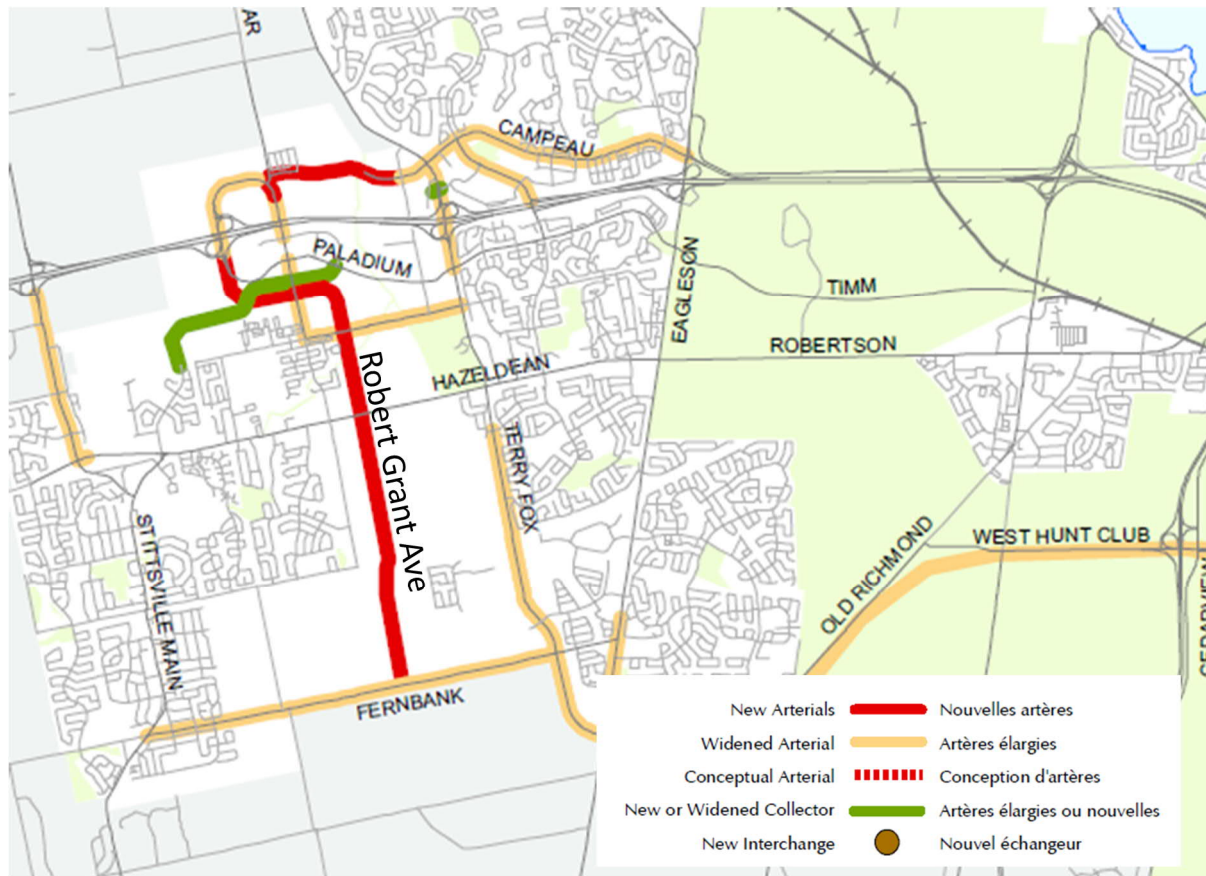 AR
CAMPEAU
PALADIUM
EAGLESON
TIMM
ROBERTSON
HAZELDEAN
Robert Grant Ave
TERRY FOX
STITTSVILLE MAIN
OLD RICHMOND
WEST HUNT CLUB
FERNBANK
New Arterials Nouvelles artères
Widened Arterial Artères élargies
Conceptual Arterial Conception d'artères
New or Widened Collector Artères élargies ou nouvelles
New Interchange Nouvel échangeur